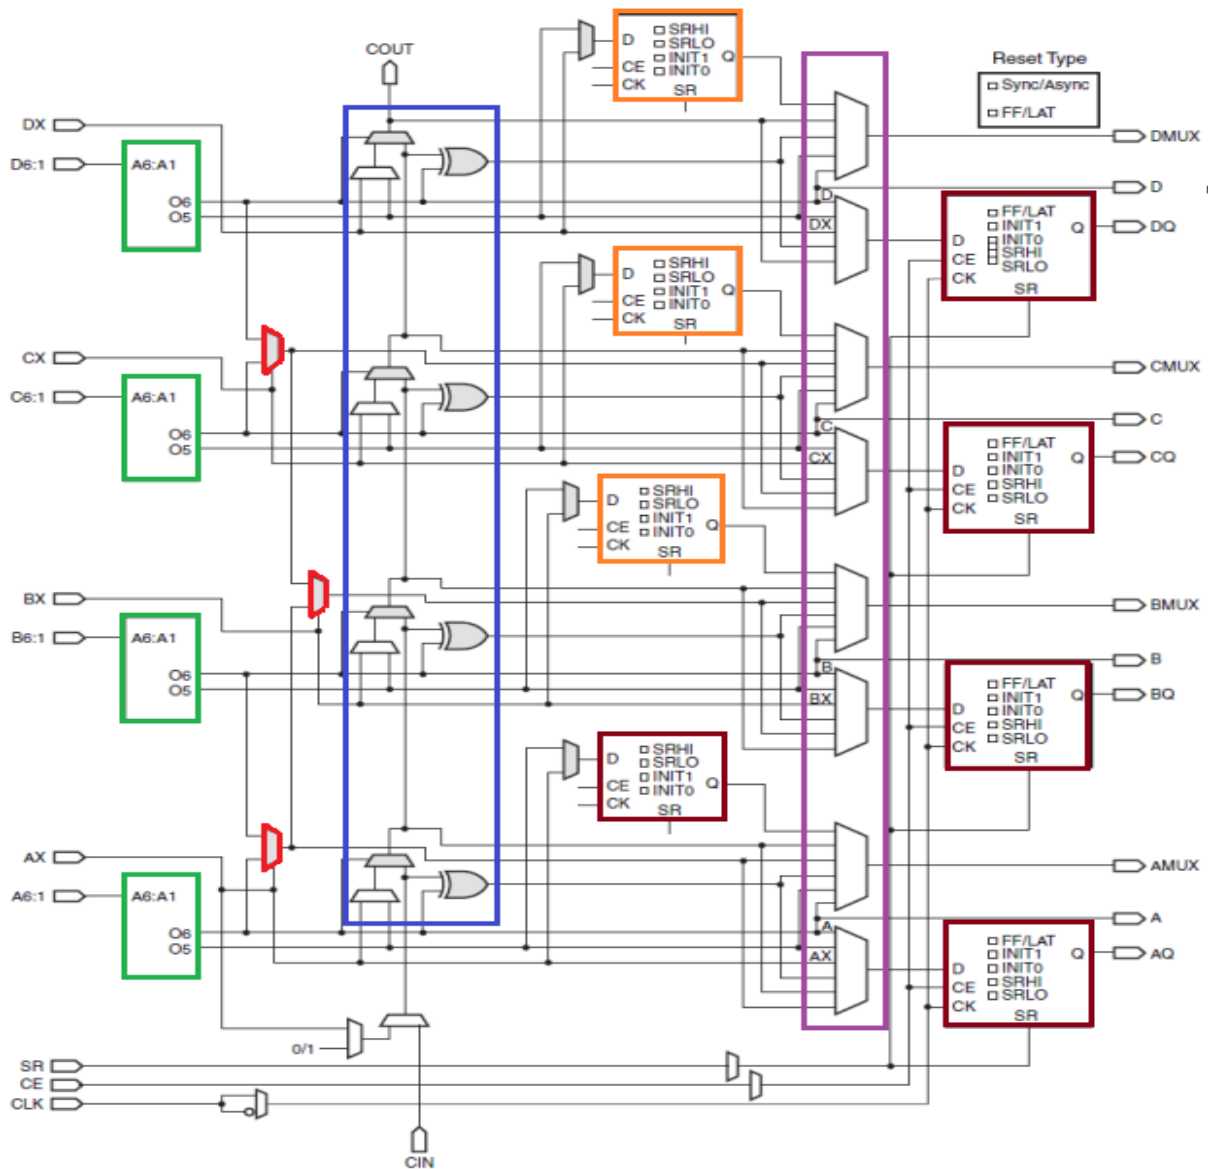 COUT
Reset Type
Sync/Async
FF/LAT
SRHI
SRLO
INIT1
INIT0
D
CE
CK
Q
SR
DX
D6:1
A6:A1
O6
O5
DMUX
D
DX
D
DQ
FF/LAT
INIT1
INIT0
SRHI
SRLO
D
CE
CK
Q
SR
SRHI
SRLO
INIT1
INIT0
D
CE
CK
Q
SR
CX
C6:1
A6:A1
O6
O5
CMUX
C
CX
C
CQ
FF/LAT
INIT1
INIT0
SRHI
SRLO
D
CE
CK
Q
SR
SRHI
SRLO
INIT1
INIT0
D
CE
CK
Q
SR
BX
B6:1
A6:A1
O6
O5
BMUX
B
BX
B
BQ
FF/LAT
INIT1
INIT0
SRHI
SRLO
D
CE
CK
Q
SR
SRHI
SRLO
INIT1
INIT0
D
CE
CK
Q
SR
AX
A6:1
A6:A1
O6
O5
AMUX
A
AX
A
AQ
FF/LAT
INIT1
INIT0
SRHI
SRLO
D
CE
CK
Q
SR
0/1
SR
CE
CLK
CIN